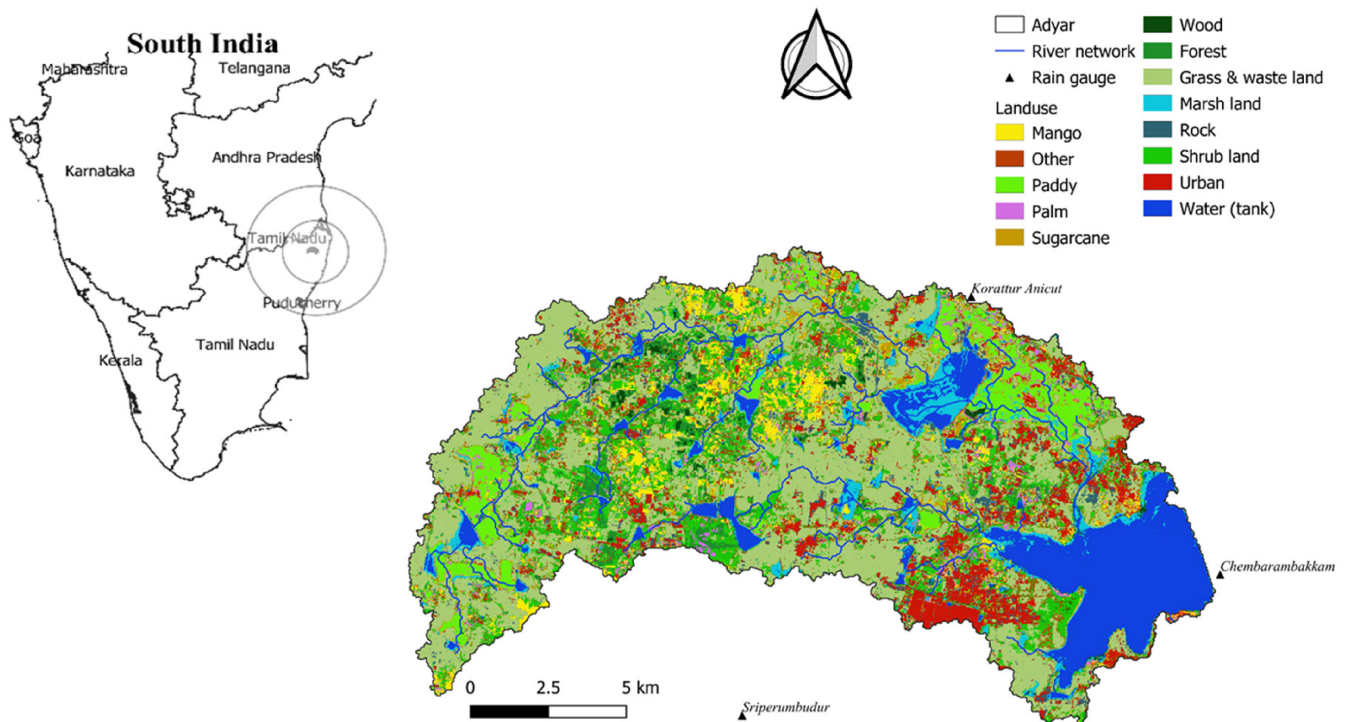 South India
Maharashtra
Telangana
Goa
Andhra Pradesh
Karnataka
Tamil Nadu
Puducherry
Tamil Nadu
Kerala
Adyar
River network
Rain gauge
Landuse
Mango
Other
Paddy
Palm
Sugarcane
Wood
Forest
Grass & waste land
Marsh land
Rock
Shrub land
Urban
Water (tank)
Korattur Anicut
Chembarambakkam
0 2.5 5 km
Sriperumbudur